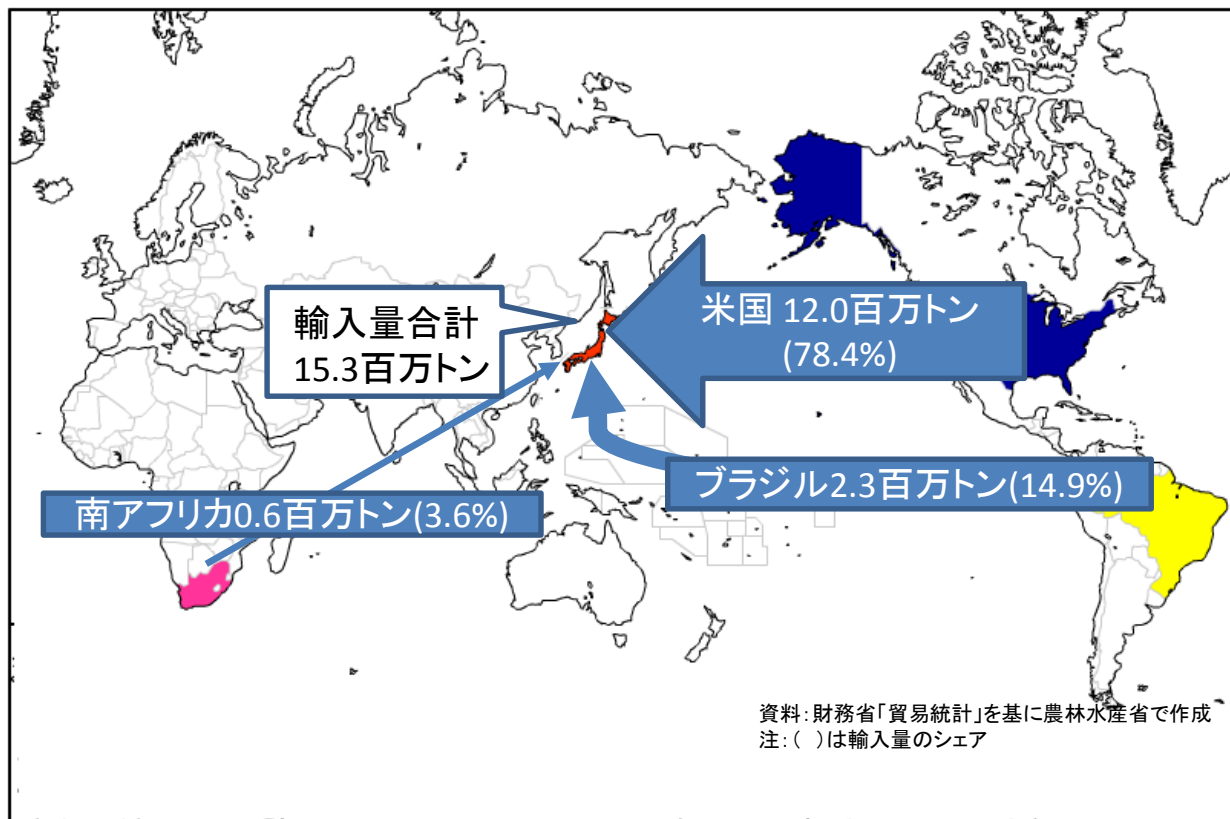 輸入量合計
15.3百万トン
米国 12.0百万トン
(78.4%)
ブラジル2.3百万トン(14.9%)
南アフリカ0.6百万トン(3.6%)
資料:財務省「貿易統計」を基に農林水産省で作成
注:( )は輸入量のシェア